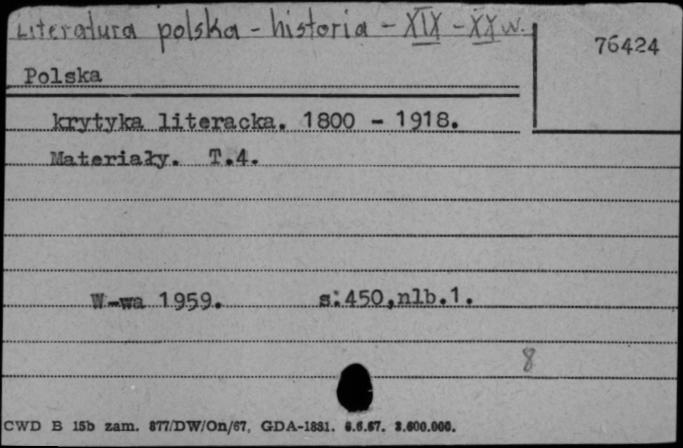 Literatura polska - historia - XIX - XX w.
76424
Polska
krytyka literacka. 1800 - 1918.
Materiały. T.4.
W-wa 1959. s.450,nlb.1.
8
CWD B 15b zam. 877/DW/On/67, GDA-1881. 6.6.67. 3.600.000.